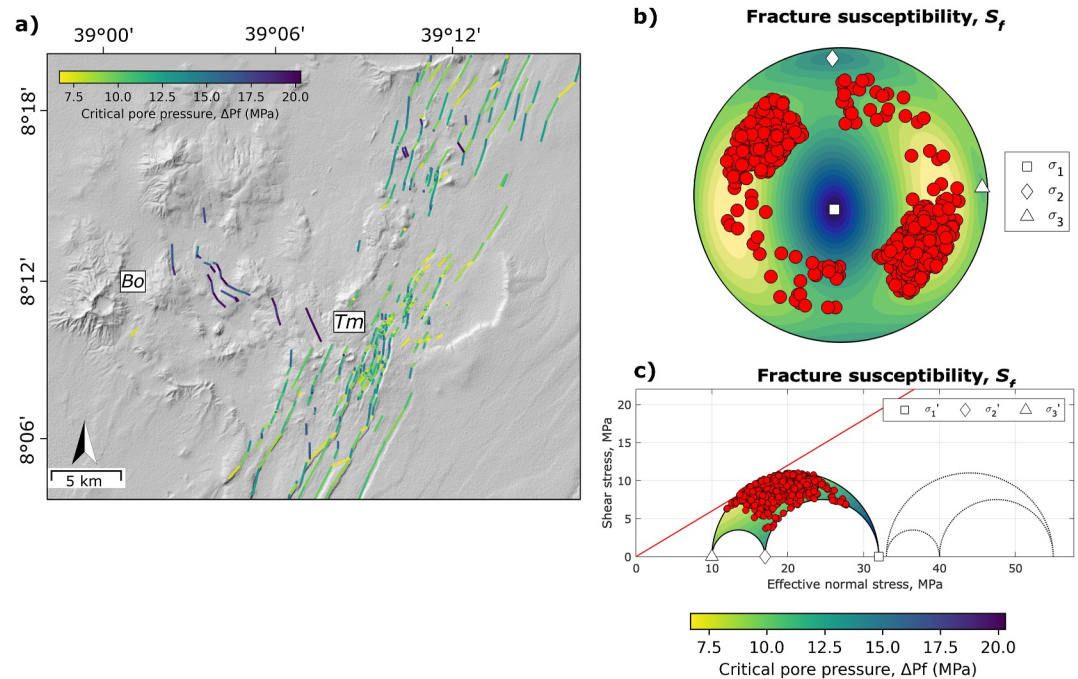 a)
39°00' 39°06' 39°12'
7.5 10.0 12.5 15.0 17.5 20.0
Critical pore pressure, ΔPf (MPa)
8°18'
8°12'
8°06'
Bo
Tm
5 km
b)
Fracture susceptibility, Sf
σ1
σ2
σ3
c)
Fracture susceptibility, Sf
σ1' σ2' σ3'
Shear stress, MPa
20
15
10
5
0
0 10 20 30 40 50
Effective normal stress, MPa
7.5 10.0 12.5 15.0 17.5 20.0
Critical pore pressure, ΔPf (MPa)